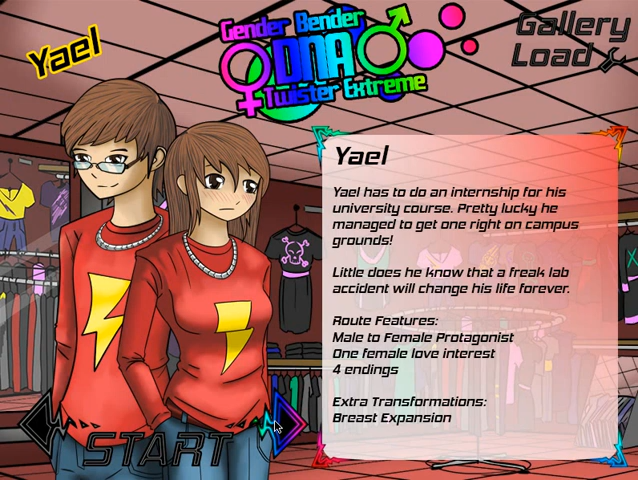 Yael
Gender Bender
DNA
Twister Extreme
Gallery
Load
Yael
Yael has to do an internship for his
university course. Pretty lucky he
managed to get one right on campus
grounds!
Little does he know that a freak lab
accident will change his life forever.
Route Features:
Male to Female Protagonist
One female love interest
4 endings
Extra Transformations:
Breast Expansion
START